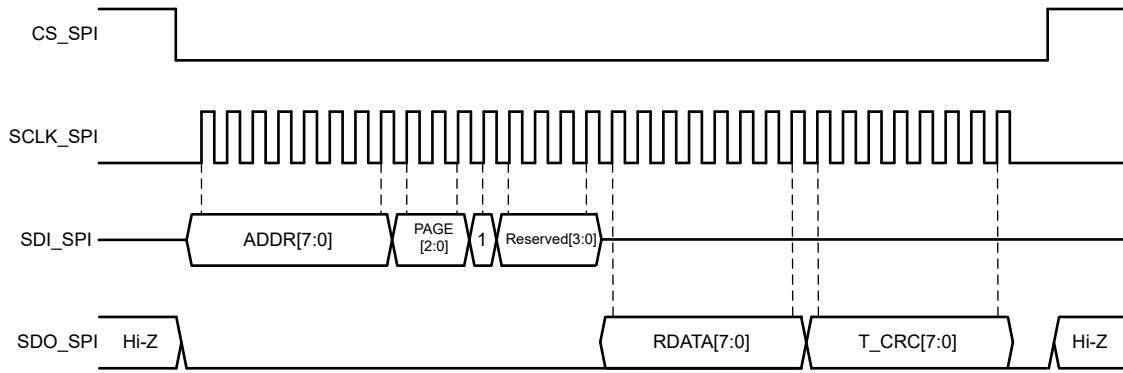 CS_SPI
SCLK_SPI
SDI_SPI
ADDR[7:0]
PAGE
[2:0]
1
Reserved[3:0]
SDO_SPI
Hi-Z
RDATA[7:0]
T_CRC[7:0]
Hi-Z